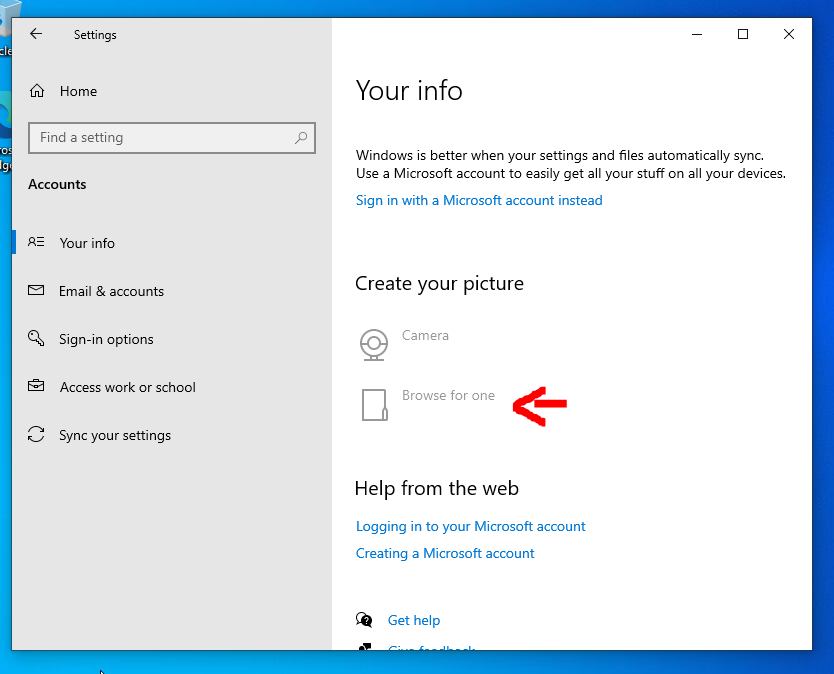 Settings
Home
Find a setting
Accounts
Your info
Email & accounts
Sign-in options
Access work or school
Sync your settings
Your info
Windows is better when your settings and files automatically sync.
Use a Microsoft account to easily get all your stuff on all your devices.
Sign in with a Microsoft account instead
Create your picture
Camera
Browse for one
Help from the web
Logging in to your Microsoft account
Creating a Microsoft account
Get help
Give feedback